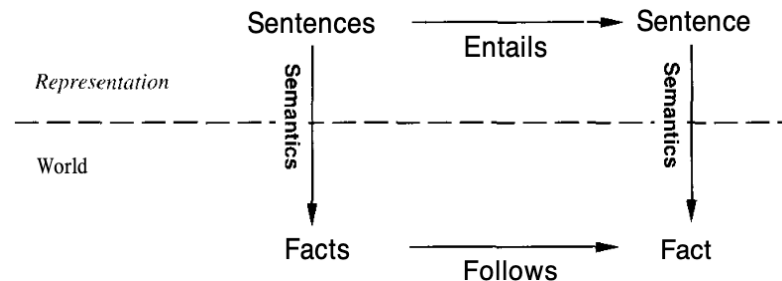 Sentences Sentence
Entails
Semantics Semantics
Representation
World
Facts Fact
Follows